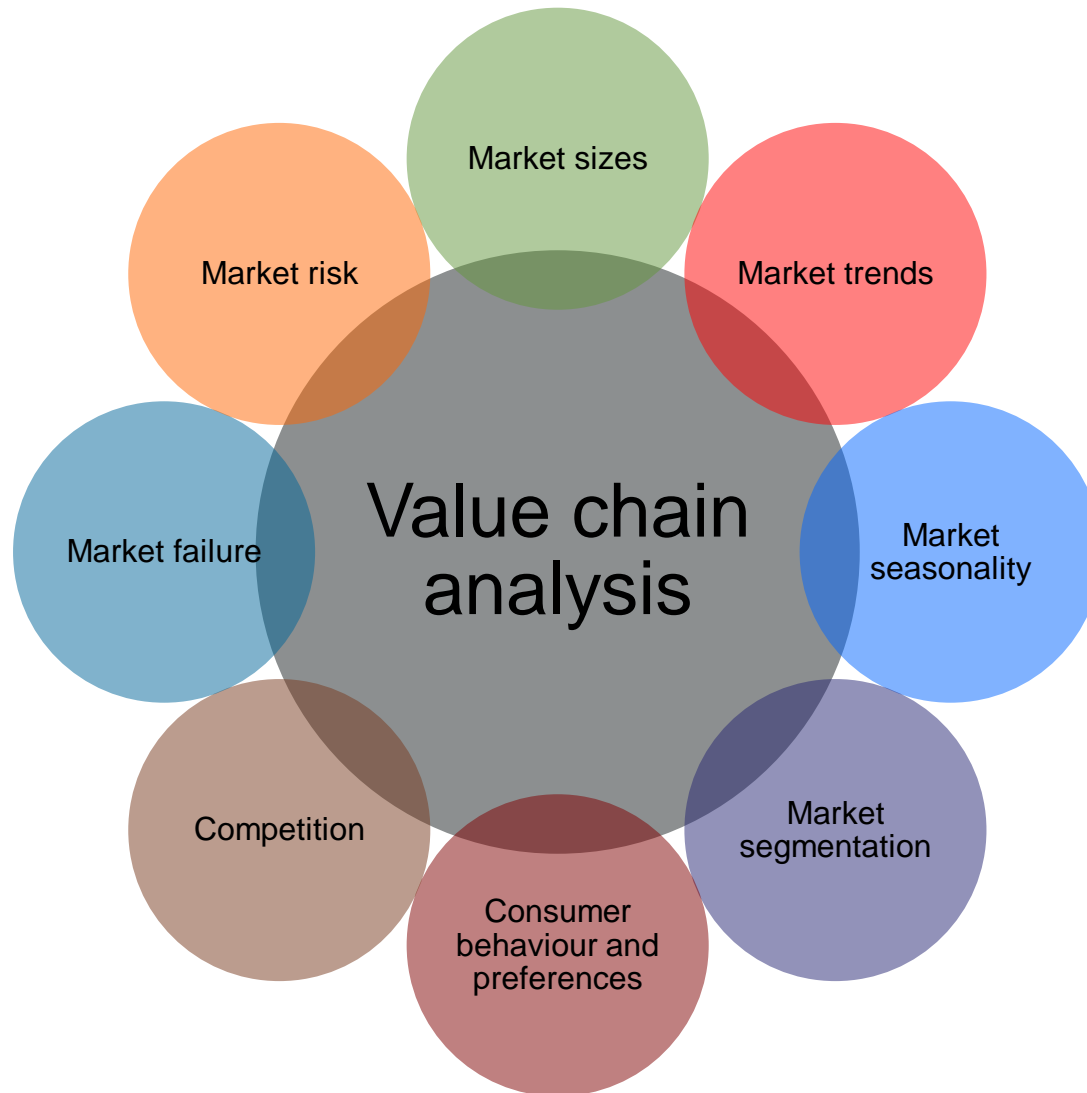 Market sizes
Market risk
Market trends
Value chain
analysis
Market failure
Market
seasonality
Competition
Market
segmentation
Consumer
behaviour and
preferences